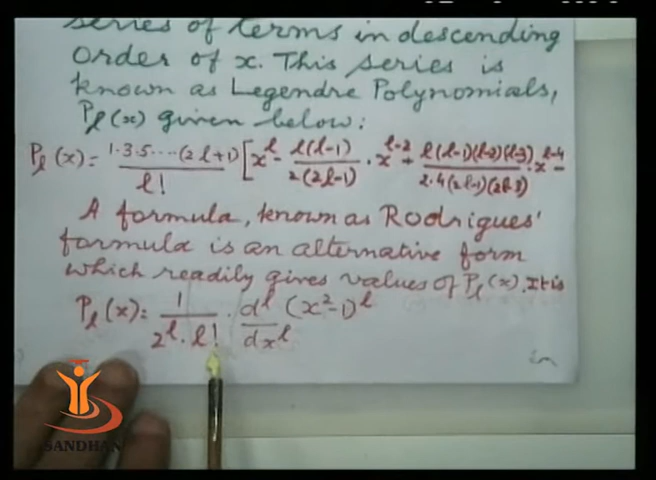 series of terms in descending
order of x. This series is
known as Legendre Polynomials,
Pℓ(x) given below:
Pℓ(x) = 1·3·5····(2ℓ+1)/ℓ! [x^ℓ - ℓ(ℓ-1)/2(2ℓ-1) · x^ℓ-2 + ℓ(ℓ-1)(ℓ-2)(ℓ-3)/2·4(2ℓ-1)(2ℓ-3) · x^ℓ-4 -
A formula, known as Rodrigues'
formula is an alternative form
which readily gives values of Pℓ(x). It is
Pℓ(x) = 1/2^ℓ·ℓ! · d^ℓ/dx^ℓ (x²-1)^ℓ
SANDHAN